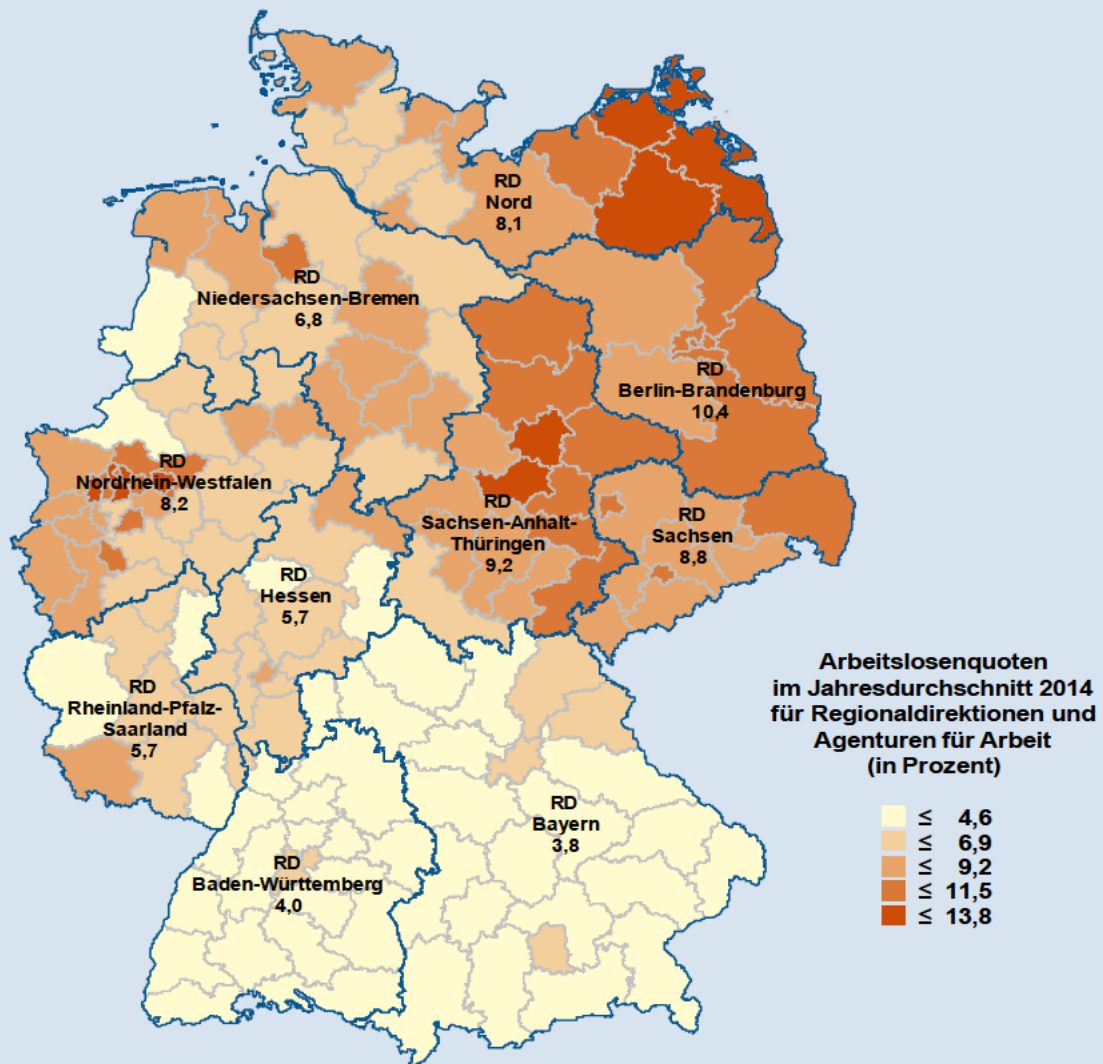 RD
Nord
8,1
RD
Niedersachsen-Bremen
6,8
RD
Berlin-Brandenburg
10,4
RD
Nordrhein-Westfalen
8,2
RD
Sachsen-Anhalt-
Thüringen
9,2
RD
Sachsen
8,8
RD
Hessen
5,7
RD
Rheinland-Pfalz-
Saarland
5,7
RD
Bayern
3,8
RD
Baden-Württemberg
4,0
Arbeitslosenquoten
im Jahresdurchschnitt 2014
für Regionaldirektionen und
Agenturen für Arbeit
(in Prozent)
≤ 4,6
≤ 6,9
≤ 9,2
≤ 11,5
≤ 13,8